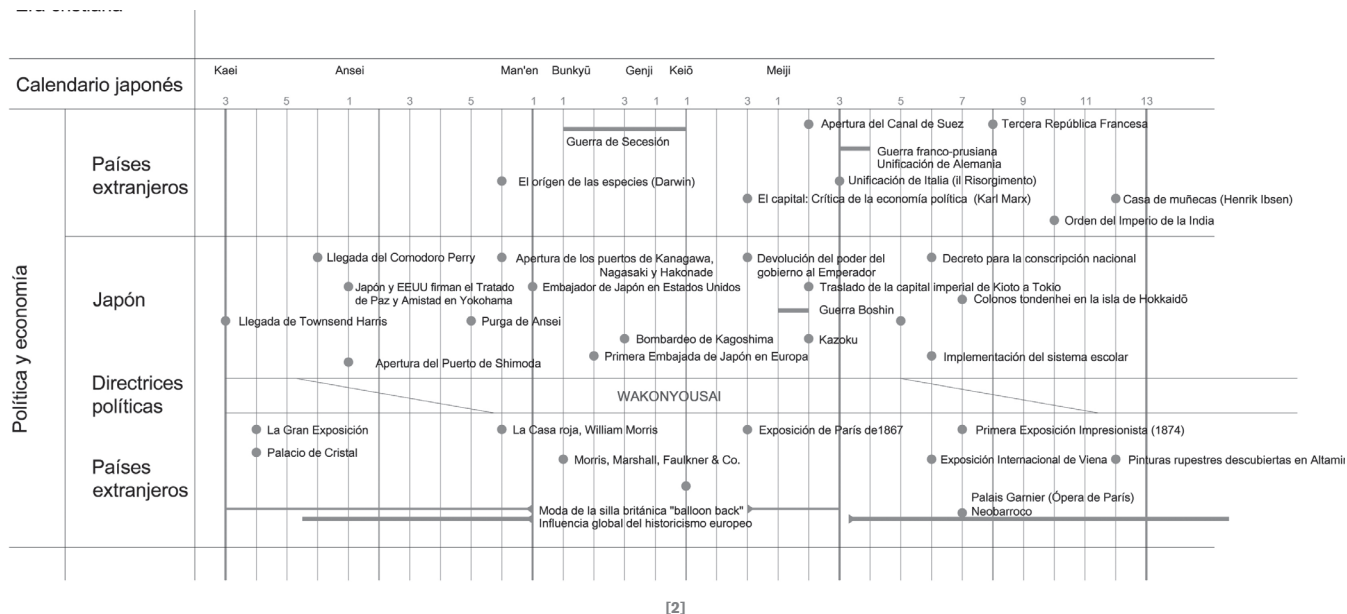 Era cristiana
Calendario japonés
Kaei Ansei Man'en Bunkyū Genji Keiō Meiji
3 5 1 3 5 1 1 3 1 1 3 1 3 5 7 9 11 13
Política y economía
Países
extranjeros
Apertura del Canal de Suez
Tercera República Francesa
Guerra de Secesión
Guerra franco-prusiana
Unificación de Alemania
El orígen de las especies (Darwin)
Unificación de Italia (il Risorgimento)
El capital: Crítica de la economía política (Karl Marx)
Casa de muñecas (Henrik Ibsen)
Orden del Imperio de la India
Japón
Llegada del Comodoro Perry
Apertura de los puertos de Kanagawa,
Nagasaki y Hakonade
Devolución del poder del
gobierno al Emperador
Decreto para la conscripción nacional
Japón y EEUU firman el Tratado
de Paz y Amistad en Yokohama
Embajador de Japón en Estados Unidos
Traslado de la capital imperial de Kioto a Tokio
Colonos tondenhei en la isla de Hokkaidō
Guerra Boshin
Llegada de Townsend Harris
Purga de Ansei
Bombardeo de Kagoshima
Kazoku
Primera Embajada de Japón en Europa
Implementación del sistema escolar
Apertura del Puerto de Shimoda
Directrices
políticas
WAKONYOUSAI
Países
extranjeros
La Gran Exposición
La Casa roja, William Morris
Exposición de París de1867
Primera Exposición Impresionista (1874)
Palacio de Cristal
Morris, Marshall, Faulkner & Co.
Exposición Internacional de Viena
Pinturas rupestres descubiertas en Altamir
Palais Garnier (Ópera de París)
Neobarroco
Moda de la silla británica "balloon back"
Influencia global del historicismo europeo
[2]